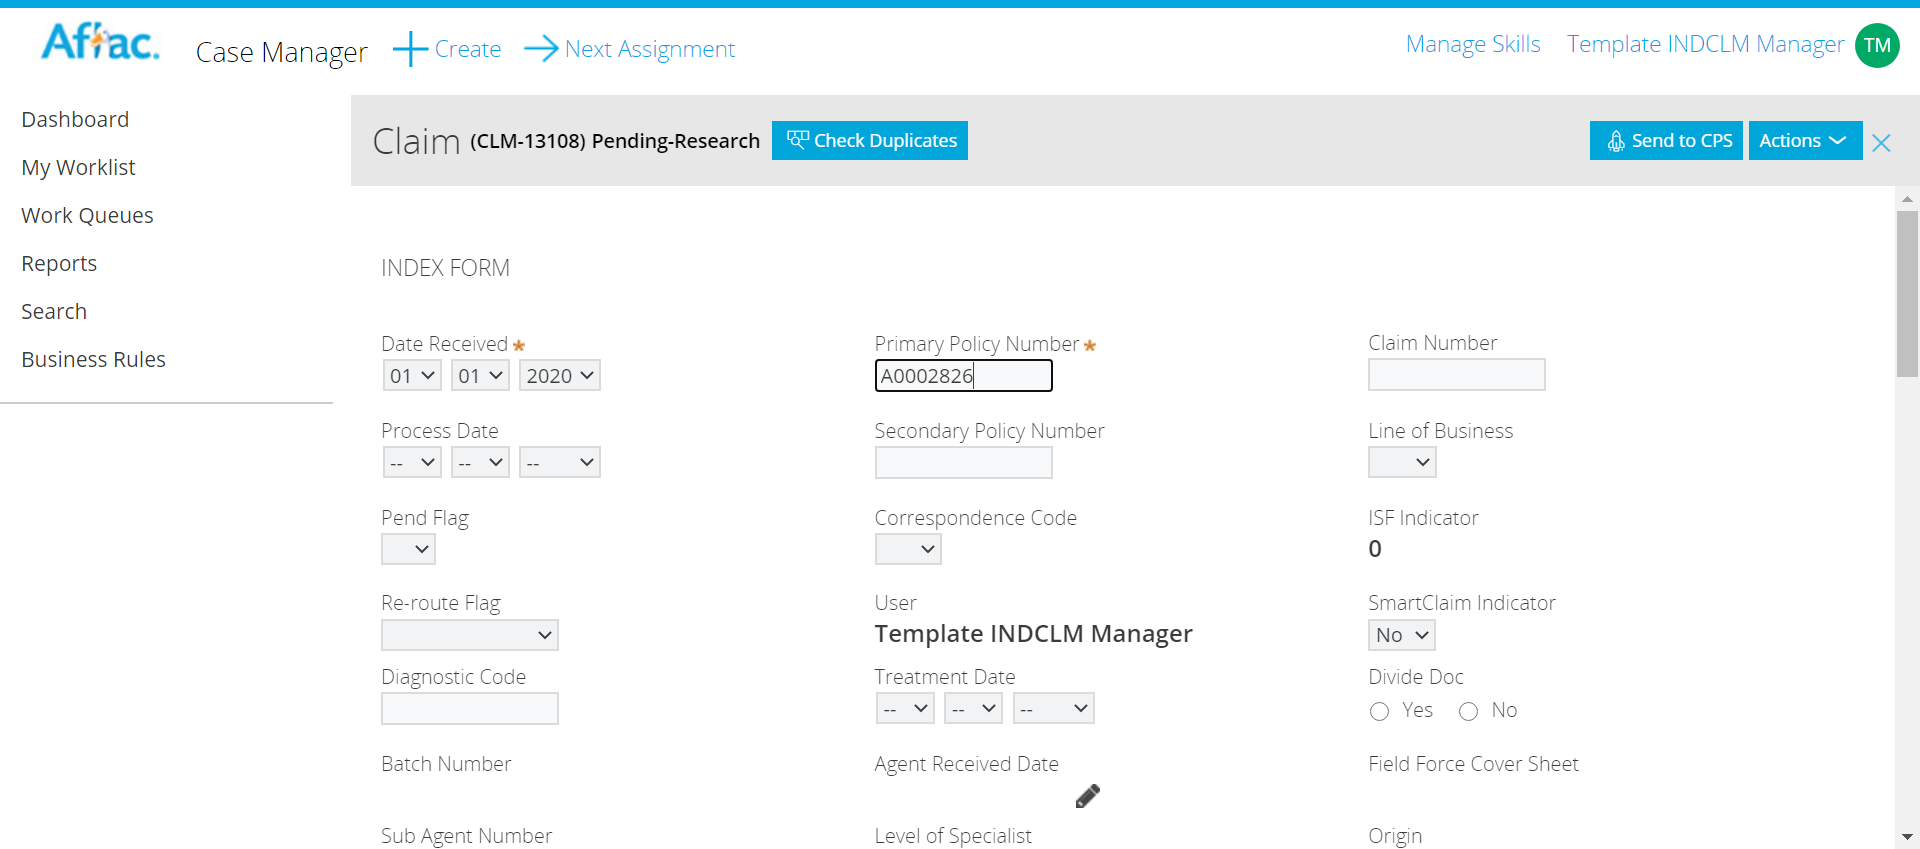 Aflac.
Case Manager
Create
Next Assignment
Manage Skills
Template INDCLM Manager
TM
Dashboard
My Worklist
Work Queues
Reports
Search
Business Rules
Claim (CLM-13108) Pending-Research
Check Duplicates
Send to CPS
Actions
INDEX FORM
Date Received *
Primary Policy Number *
Claim Number
01 01 2020
A0002826
Process Date
Secondary Policy Number
Line of Business
-- -- --
Pend Flag
Correspondence Code
ISF Indicator
0
Re-route Flag
User
SmartClaim Indicator
Template INDCLM Manager
No
Diagnostic Code
Treatment Date
Divide Doc
-- -- --
Yes No
Batch Number
Agent Received Date
Field Force Cover Sheet
Sub Agent Number
Level of Specialist
Origin